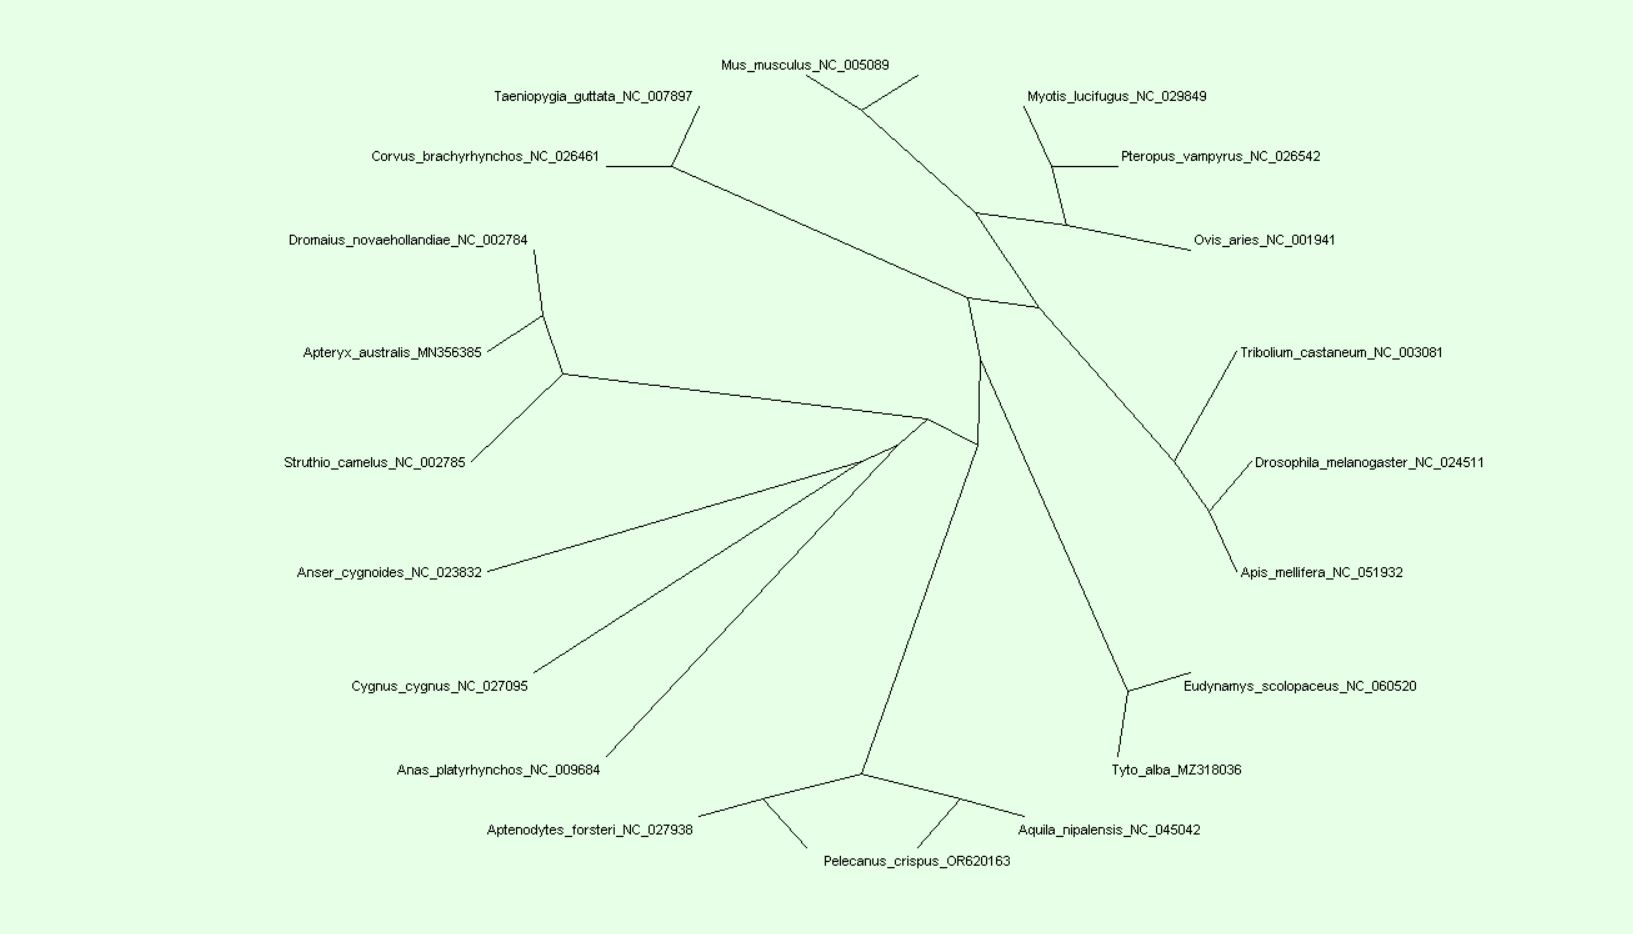 Mus_musculus_NC_005089
Taeniopygia_guttata_NC_007897
Myotis_lucifugus_NC_029849
Corvus_brachyrhynchos_NC_026461
Pteropus_vampyrus_NC_026542
Dromaius_novaehollandiae_NC_002784
Ovis_aries_NC_001941
Apteryx_australis_MN356385
Tribolium_castaneum_NC_003081
Struthio_camelus_NC_002785
Drosophila_melanogaster_NC_024511
Anser_cygnoides_NC_023832
Apis_mellifera_NC_051932
Cygnus_cygnus_NC_027095
Eudynamys_scolopaceus_NC_060520
Anas_platyrhynchos_NC_009684
Tyto_alba_MZ318036
Aptenodytes_forsteri_NC_027938
Aquila_nipalensis_NC_045042
Pelecanus_crispus_OR620163